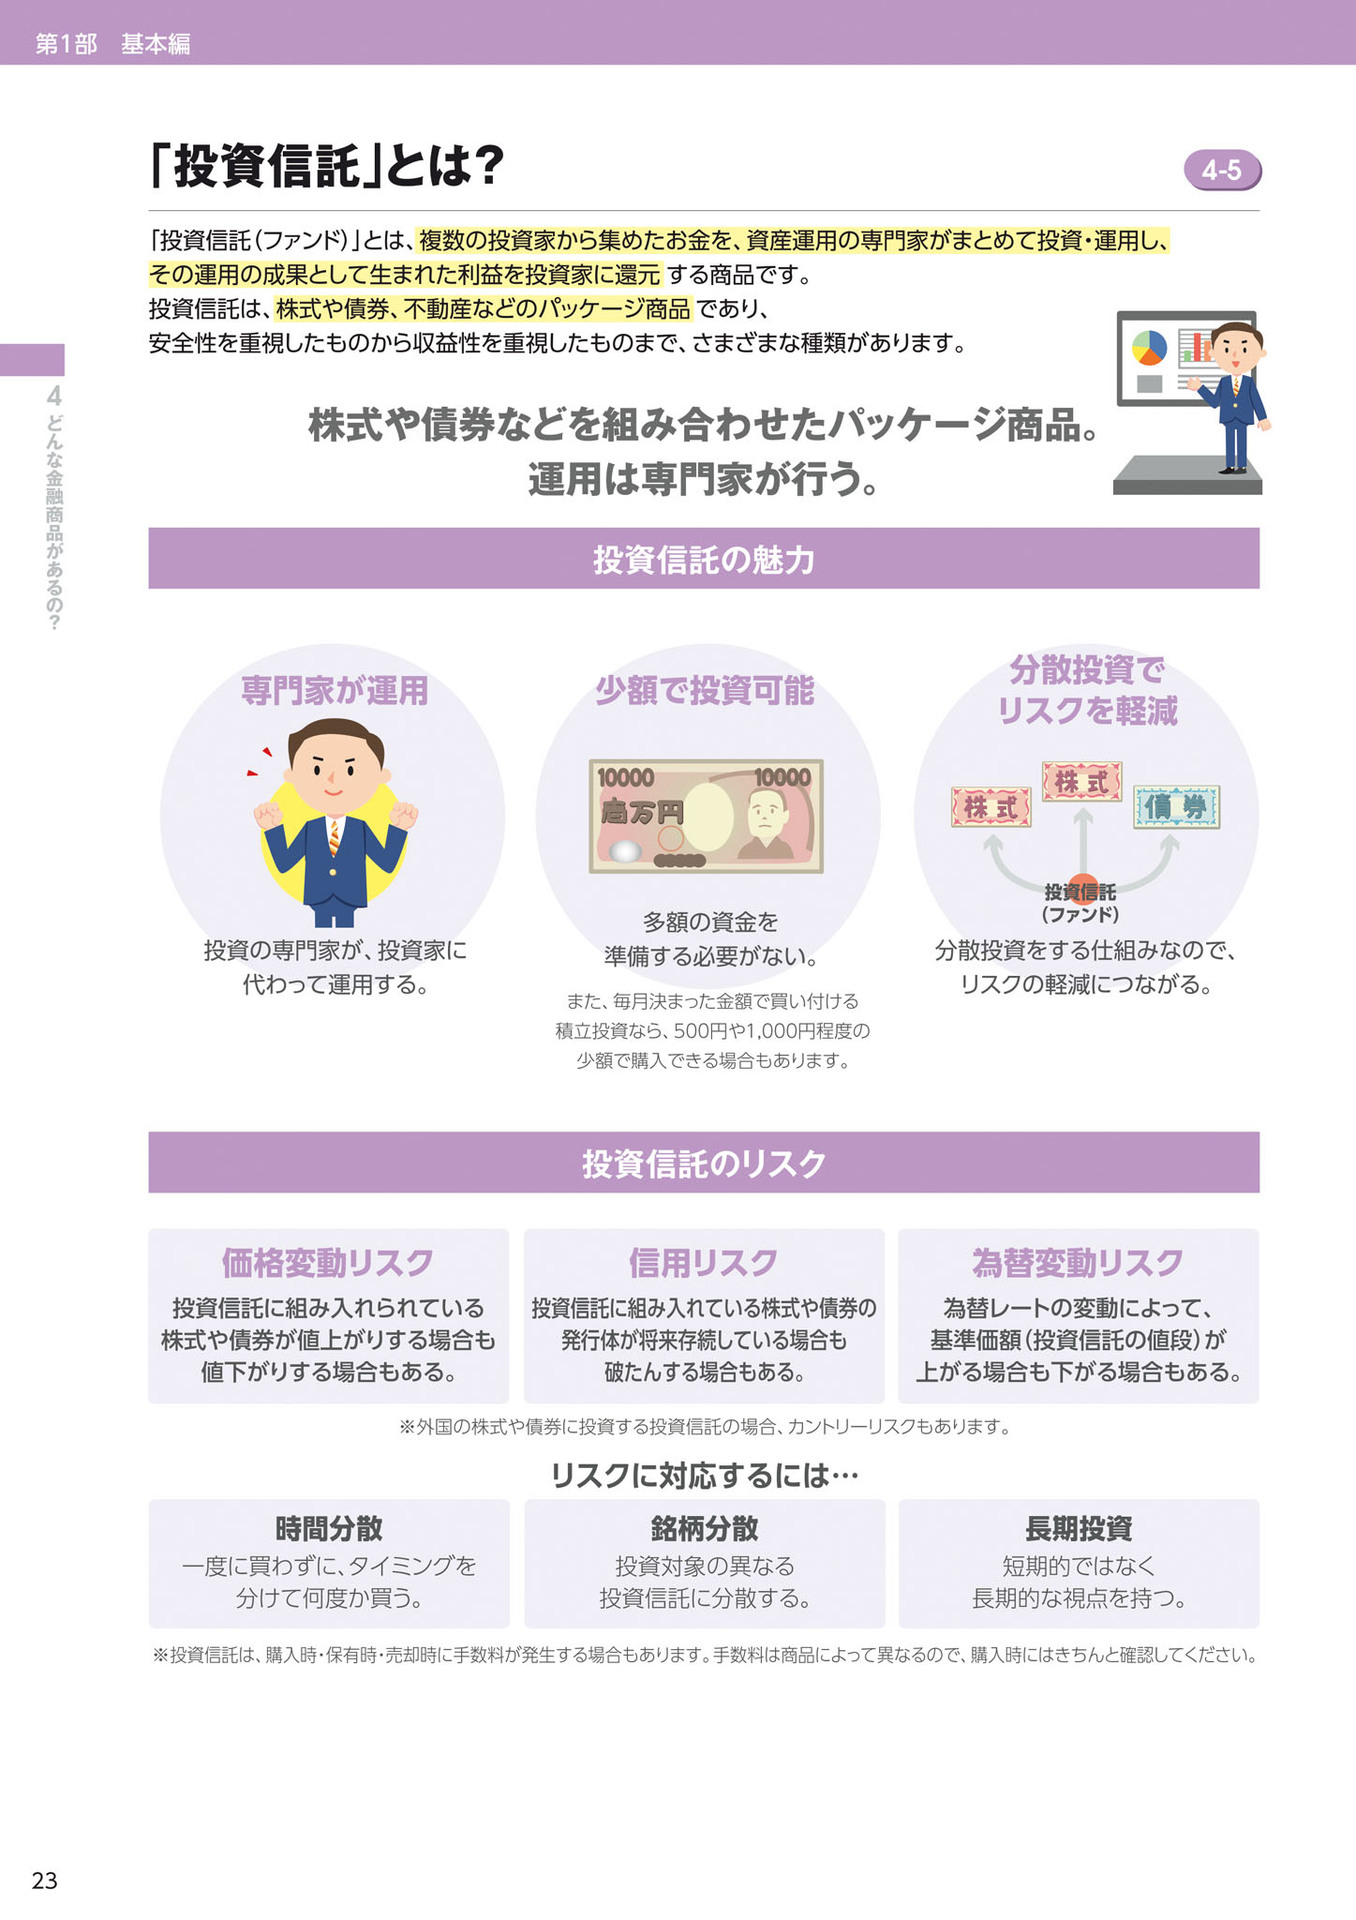 第1部　基本編
「投資信託」とは？
4-5
「投資信託（ファンド）」とは、複数の投資家から集めたお金を、資産運用の専門家がまとめて投資・運用し、
その運用の成果として生まれた利益を投資家に還元する商品です。
投資信託は、株式や債券、不動産などのパッケージ商品であり、
安全性を重視したものから収益性を重視したものまで、さまざまな種類があります。
4 どんな金融商品があるの？
株式や債券などを組み合わせたパッケージ商品。
運用は専門家が行う。
投資信託の魅力
専門家が運用
投資の専門家が、投資家に
代わって運用する。
少額で投資可能
10000 10000
壱万円
多額の資金を
準備する必要がない。
また、毎月決まった金額で買い付ける
積立投資なら、500円や1,000円程度の
少額で購入できる場合もあります。
分散投資で
リスクを軽減
株式
株式
債券
投資信託
（ファンド）
分散投資をする仕組みなので、
リスクの軽減につながる。
投資信託のリスク
価格変動リスク
投資信託に組み入れられている
株式や債券が値上がりする場合も
値下がりする場合もある。
信用リスク
投資信託に組み入れている株式や債券の
発行体が将来存続している場合も
破たんする場合もある。
為替変動リスク
為替レートの変動によって、
基準価額（投資信託の値段）が
上がる場合も下がる場合もある。
※外国の株式や債券に投資する投資信託の場合、カントリーリスクもあります。
リスクに対応するには…
時間分散
一度に買わずに、タイミングを
分けて何度か買う。
銘柄分散
投資対象の異なる
投資信託に分散する。
長期投資
短期的ではなく
長期的な視点を持つ。
※投資信託は、購入時・保有時・売却時に手数料が発生する場合もあります。手数料は商品によって異なるので、購入時にはきちんと確認してください。
23